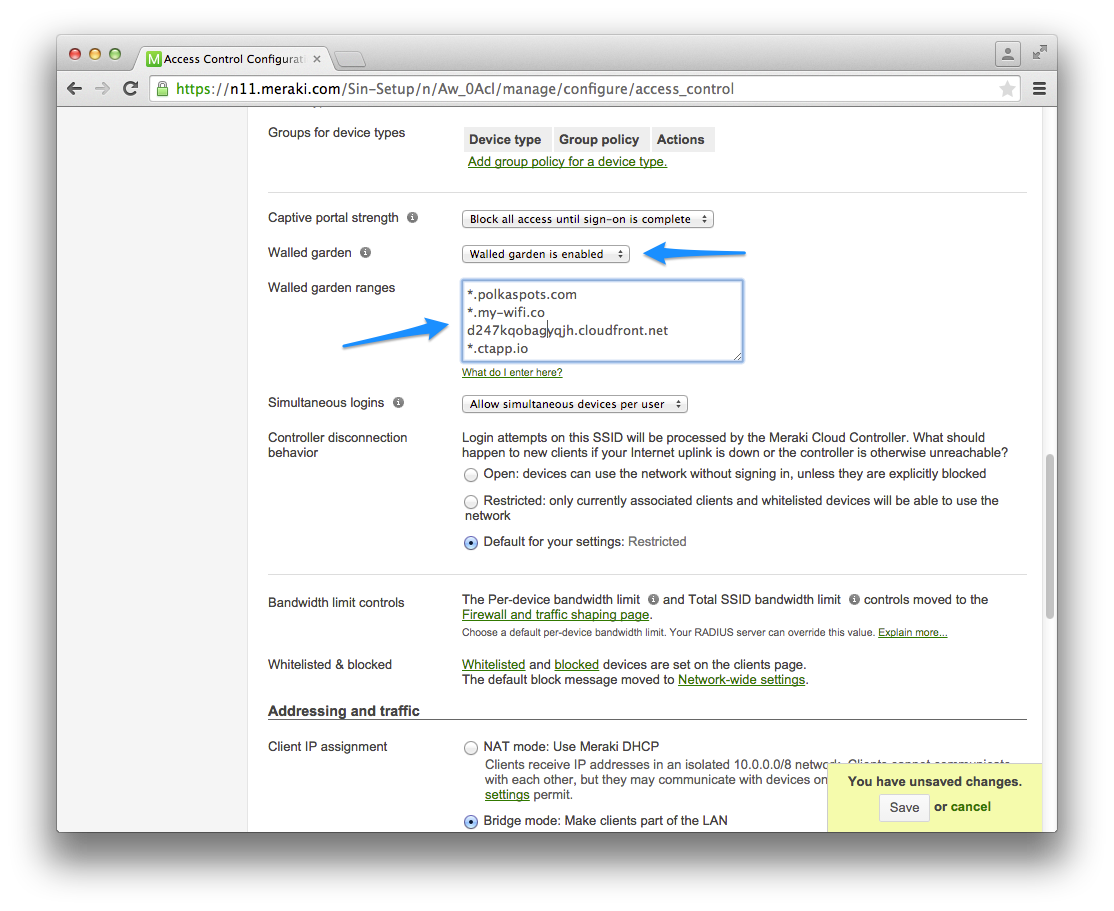 Access Control Configurati
https://n11.meraki.com/Sin-Setup/n/Aw_0Acl/manage/configure/access_control
Groups for device types
Device type Group policy Actions
Add group policy for a device type.
Captive portal strength
Block all access until sign-on is complete
Walled garden
Walled garden is enabled
Walled garden ranges
*.polkaspots.com
*.my-wifi.co
d247kqobagyqjh.cloudfront.net
*.ctapp.io
What do I enter here?
Simultaneous logins
Allow simultaneous devices per user
Controller disconnection
behavior
Login attempts on this SSID will be processed by the Meraki Cloud Controller. What should
happen to new clients if your Internet uplink is down or the controller is otherwise unreachable?
Open: devices can use the network without signing in, unless they are explicitly blocked
Restricted: only currently associated clients and whitelisted devices will be able to use the
network
Default for your settings: Restricted
Bandwidth limit controls
The Per-device bandwidth limit and Total SSID bandwidth limit controls moved to the
Firewall and traffic shaping page.
Choose a default per-device bandwidth limit. Your RADIUS server can override this value. Explain more...
Whitelisted & blocked
Whitelisted and blocked devices are set on the clients page.
The default block message moved to Network-wide settings.
Addressing and traffic
Client IP assignment
NAT mode: Use Meraki DHCP
Clients receive IP addresses in an isolated 10.0.0.0/8 network. Clients cannot communicate
with each other, but they may communicate with devices on
settings permit.
Bridge mode: Make clients part of the LAN
You have unsaved changes.
Save or cancel